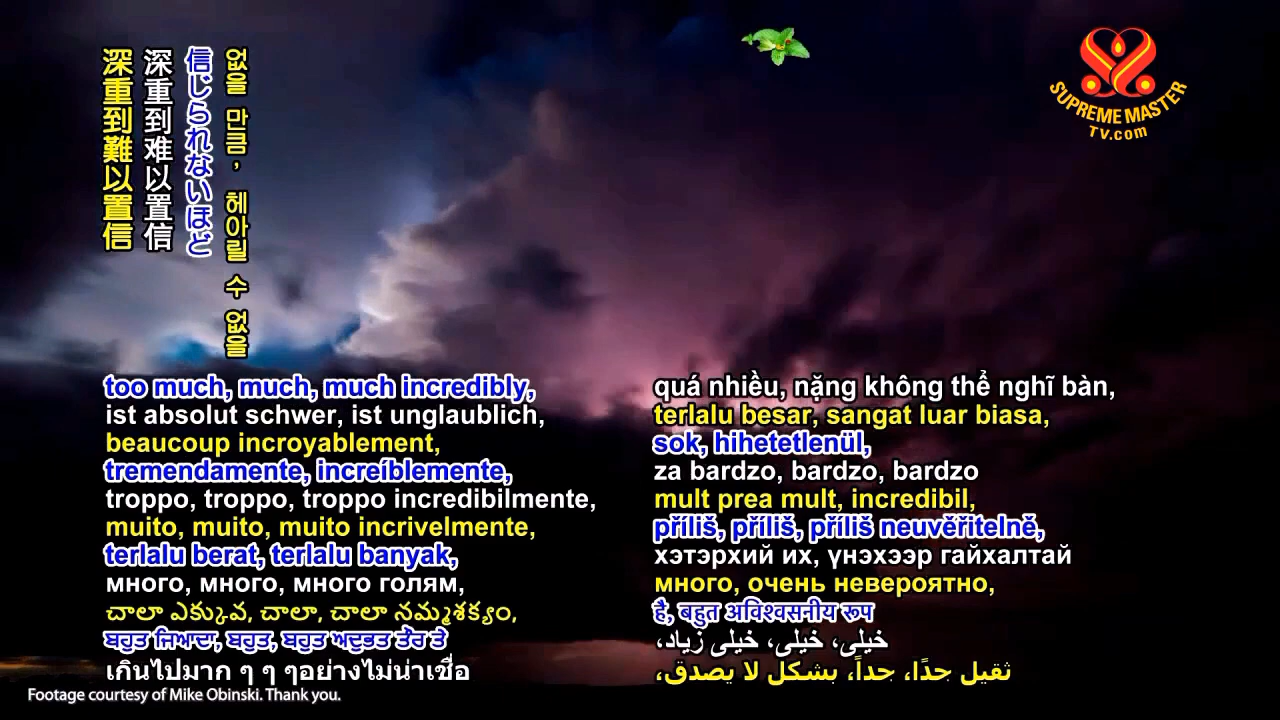 深重到難以置信
深重到难以置信
信じられないほど
없을 만큼, 헤아릴 수 없을
SUPREME MASTER
TV.com
too much, much, much incredibly,
ist absolut schwer, ist unglaublich,
beaucoup incroyablement,
tremendamente, increíblemente,
troppo, troppo, troppo incredibilmente,
muito, muito, muito incrivelmente,
terlalu berat, terlalu banyak,
много, много, много голям,
చాలా ఎక్కువ, చాలా, చాలా నమ్మశక్యం,
ਬਹੁਤ ਜਿਆਦਾ, ਬਹੁਤ, ਬਹੁਤ ਅਦੁਭਤ ਤੌਰ ਤੇ
เกินไปมาก ๆ ๆ ๆอย่างไม่น่าเชื่อ
quá nhiều, nặng không thể nghĩ bàn,
terlalu besar, sangat luar biasa,
sok, hihetetlenül,
za bardzo, bardzo, bardzo
mult prea mult, incredibil,
příliš, příliš, příliš neuvěřitelně,
хэтэрхий их, үнэхээр гайхалтай
много, очень невероятно,
है, बहुत अविश्वसनीय रूप
خیلی، خیلی، خیلی زیاد،
ثقيل جدًا، جداً، بشكل لا يصدق،
Footage courtesy of Mike Obinski. Thank you.